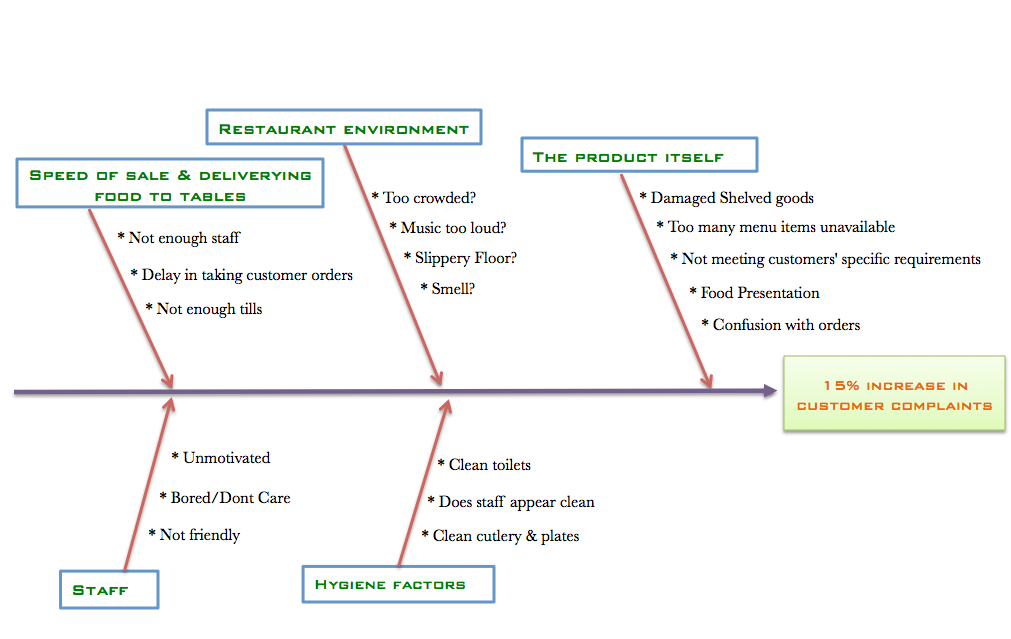 RESTAURANT ENVIRONMENT
THE PRODUCT ITSELF
SPEED OF SALE & DELIVERYING
FOOD TO TABLES
* Not enough staff
* Delay in taking customer orders
* Not enough tills
* Too crowded?
* Music too loud?
* Slippery Floor?
* Smell?
* Damaged Shelved goods
* Too many menu items unavailable
* Not meeting customers' specific requirements
* Food Presentation
* Confusion with orders
15% INCREASE IN
CUSTOMER COMPLAINTS
* Unmotivated
* Bored/Dont Care
* Not friendly
STAFF
* Clean toilets
* Does staff appear clean
* Clean cutlery & plates
HYGIENE FACTORS